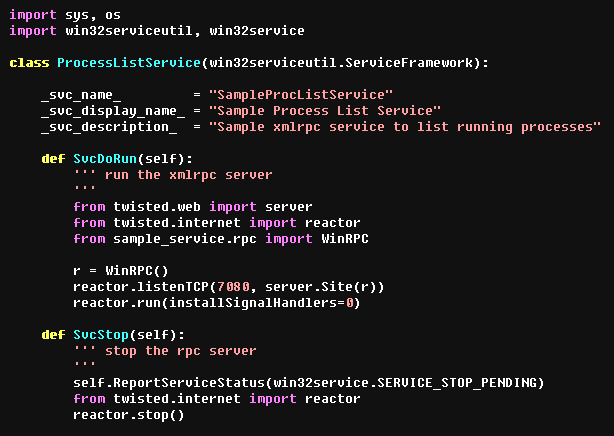 import sys, os
import win32serviceutil, win32service

class ProcessListService(win32serviceutil.ServiceFramework):

    _svc_name_         = "SampleProcListService"
    _svc_display_name_ = "Sample Process List Service"
    _svc_description_  = "Sample xmlrpc service to list running processes"

    def SvcDoRun(self):
        ''' run the xmlrpc server
        '''
        from twisted.web import server
        from twisted.internet import reactor
        from sample_service.rpc import WinRPC

        r = WinRPC()
        reactor.listenTCP(7080, server.Site(r))
        reactor.run(installSignalHandlers=0)

    def SvcStop(self):
        ''' stop the rpc server
        '''
        self.ReportServiceStatus(win32service.SERVICE_STOP_PENDING)
        from twisted.internet import reactor
        reactor.stop()